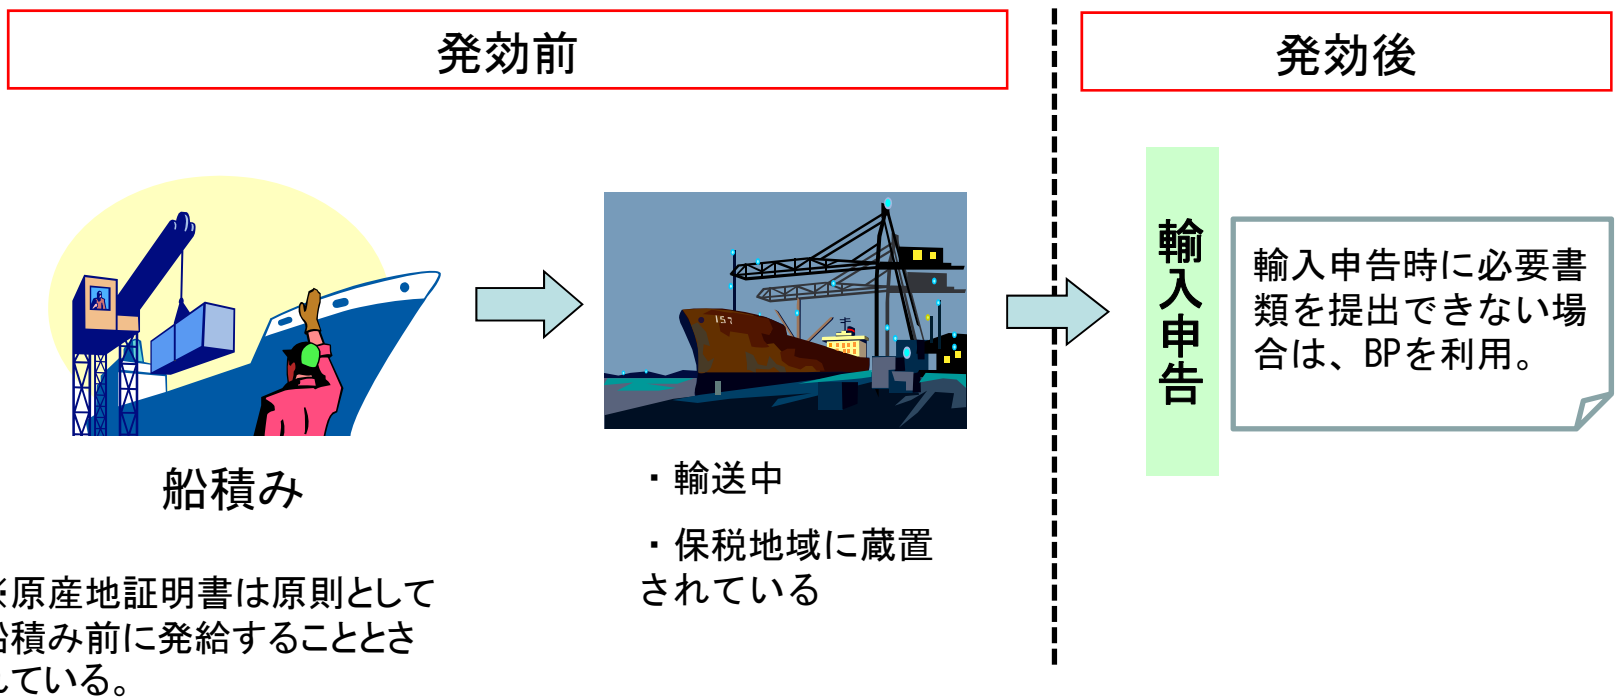 発効前
発効後
輸入申告
輸入申告時に必要書
類を提出できない場
合は、BPを利用。
157
船積み
・輸送中
・保税地域に蔵置
されている
※原産地証明書は原則として
船積み前に発給することとさ
れている。